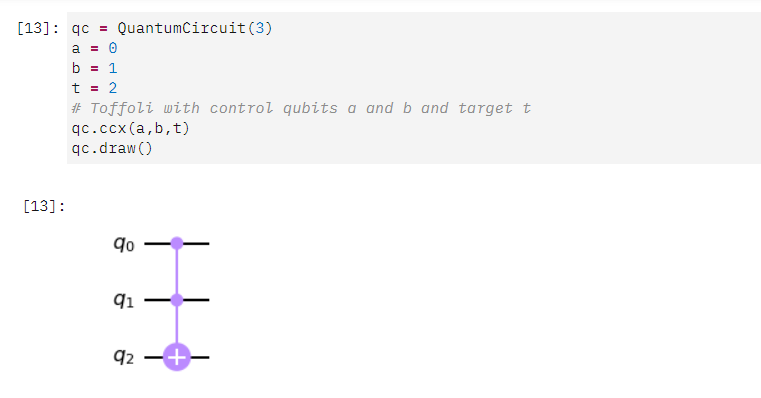 [13]: qc = QuantumCircuit(3)
a = 0
b = 1
t = 2
# Toffoli with control qubits a and b and target t
qc.ccx(a,b,t)
qc.draw()
[13]:
q0
q1
q2